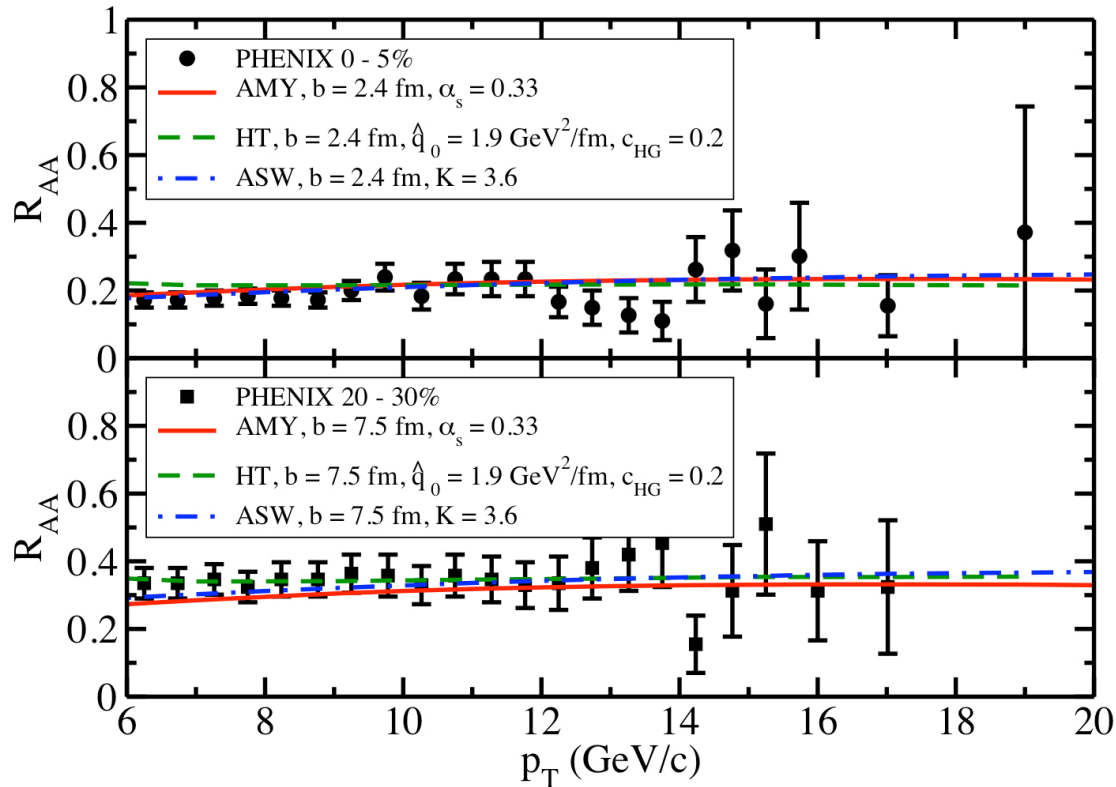 1
0.8
0.6
0.4
0.2
0
R_AA
PHENIX 0 - 5%
AMY, b = 2.4 fm, α_s = 0.33
HT, b = 2.4 fm, q̂_0 = 1.9 GeV²/fm, c_HG = 0.2
ASW, b = 2.4 fm, K = 3.6
0.8
0.6
0.4
0.2
0
R_AA
PHENIX 20 - 30%
AMY, b = 7.5 fm, α_s = 0.33
HT, b = 7.5 fm, q̂_0 = 1.9 GeV²/fm, c_HG = 0.2
ASW, b = 7.5 fm, K = 3.6
6 8 10 12 14 16 18 20
p_T (GeV/c)